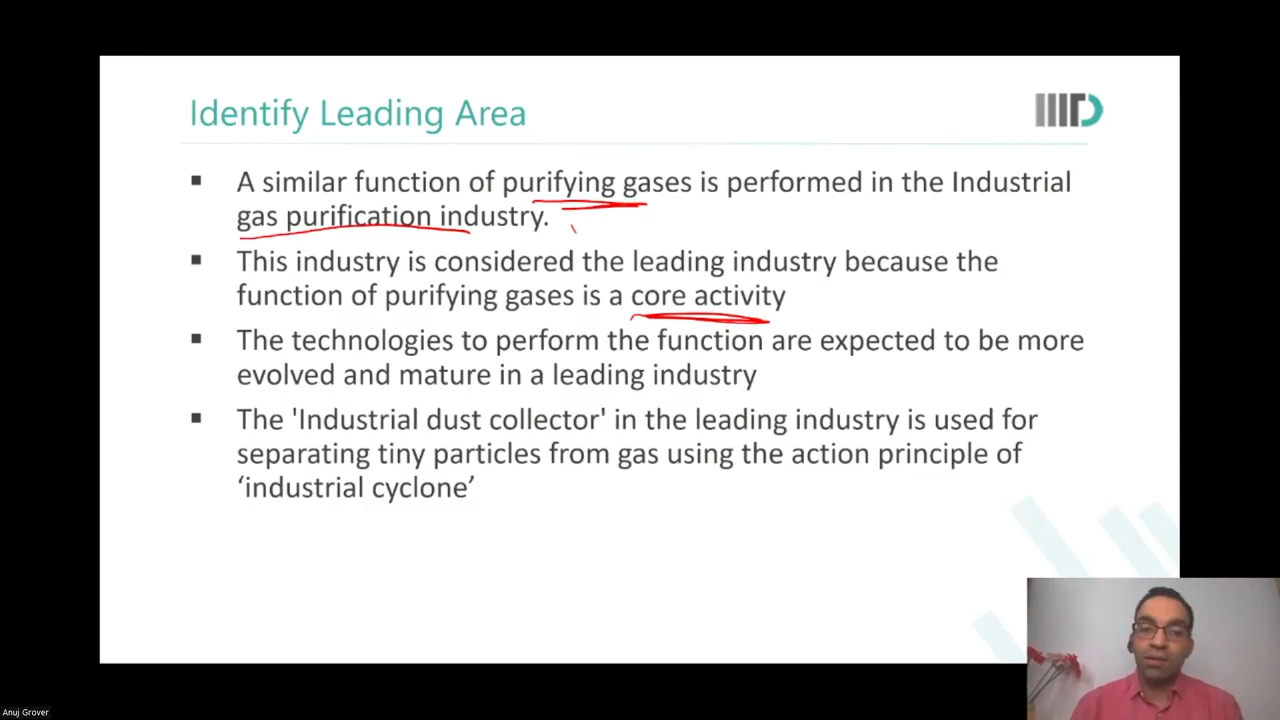 Identify Leading Area
IIITD
▪ A similar function of purifying gases is performed in the Industrial
gas purification industry.
▪ This industry is considered the leading industry because the
function of purifying gases is a core activity
▪ The technologies to perform the function are expected to be more
evolved and mature in a leading industry
▪ The 'Industrial dust collector' in the leading industry is used for
separating tiny particles from gas using the action principle of
‘industrial cyclone’
Anuj Grover